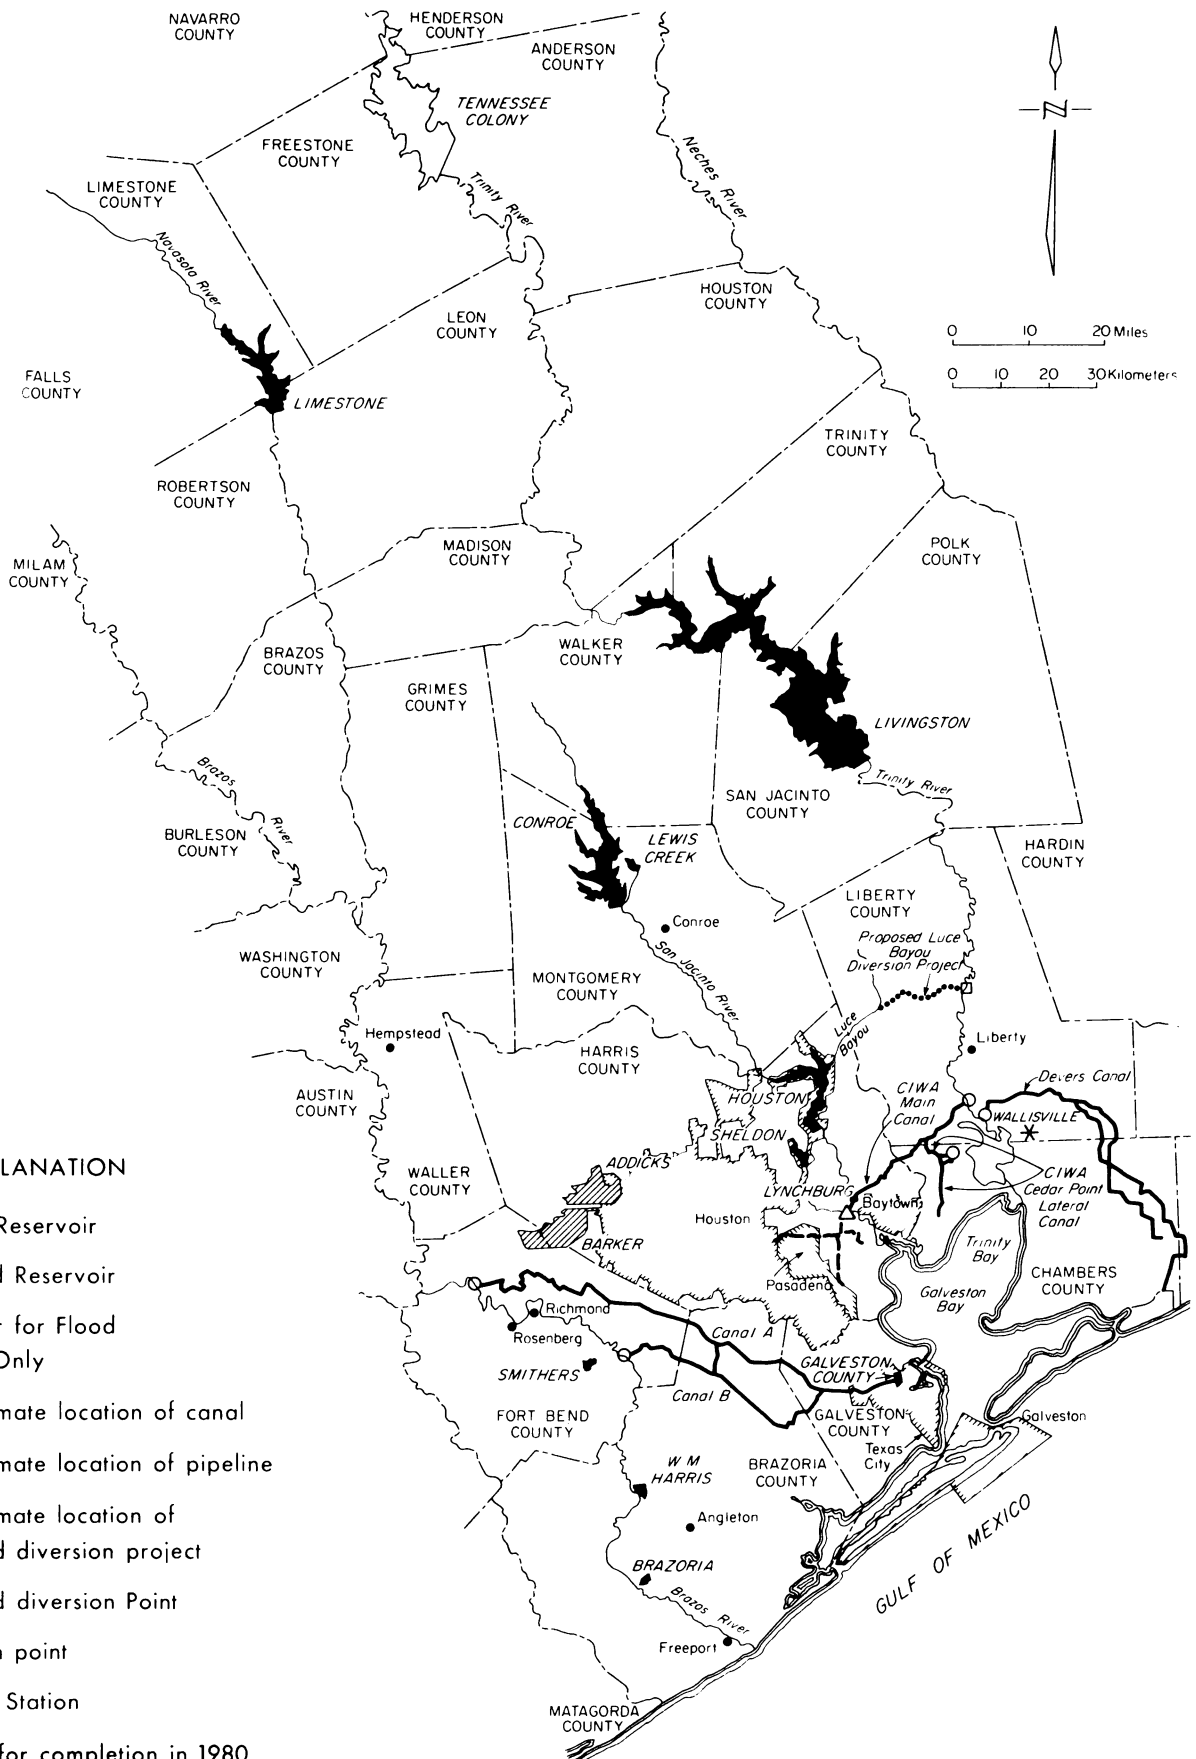 NAVARRO
COUNTY
HENDERSON
COUNTY
ANDERSON
COUNTY
TENNESSEE
COLONY
N
FREESTONE
COUNTY
Neches River
LIMESTONE
COUNTY
Trinity River
Navasota River
HOUSTON
COUNTY
LEON
COUNTY
0 10 20 Miles
0 10 20 30 Kilometers
FALLS
COUNTY
LIMESTONE
TRINITY
COUNTY
ROBERTSON
COUNTY
MADISON
COUNTY
POLK
COUNTY
MILAM
COUNTY
WALKER
COUNTY
BRAZOS
COUNTY
GRIMES
COUNTY
LIVINGSTON
Brazos
River
Trinity River
SAN JACINTO
COUNTY
CONROE
BURLESON
COUNTY
LEWIS
CREEK
HARDIN
COUNTY
LIBERTY
COUNTY
Conroe
Proposed Luce
Bayou
Diversion Project
WASHINGTON
COUNTY
San Jacinto River
MONTGOMERY
COUNTY
Hempstead
Luce
Bayou
Liberty
HARRIS
COUNTY
Devers Canal
AUSTIN
COUNTY
HOUSTON
CIWA
Main
Canal
WALLISVILLE
*
SHELDON
LANATION
ADDICKS
WALLER
COUNTY
LYNCHBURG
Baytown
CIWA
Cedar Point
Lateral
Canal
Reservoir
Houston
BARKER
Trinity
Bay
d Reservoir
Pasadena
Galveston
Bay
CHAMBERS
COUNTY
r for Flood
Only
Richmond
Rosenberg
Canal A
SMITHERS
GALVESTON
COUNTY
Canal B
mate location of canal
FORT BEND
COUNTY
GALVESTON
COUNTY
Galveston
Texas
City
mate location of pipeline
W M
HARRIS
BRAZORIA
COUNTY
mate location of
d diversion project
Angleton
GULF OF MEXICO
BRAZORIA
d diversion Point
Brazos River
Freeport
n point
Station
MATAGORDA
COUNTY
for completion in 1980